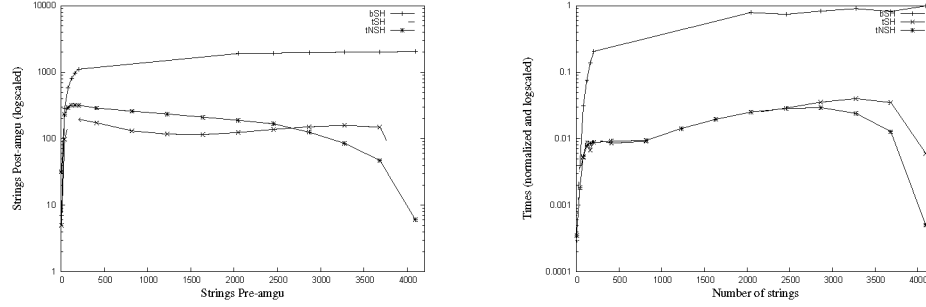 10000
1000
100
10
1
Strings Post-amgu (logscaled)
bSH
tSH
tNSH
0 500 1000 1500 2000 2500 3000 3500 4000
Strings Pre-amgu
1
0.1
0.01
0.001
0.0001
Times (normalized and logscaled)
bSH
tSH
tNSH
0 500 1000 1500 2000 2500 3000 3500 4000
Number of strings